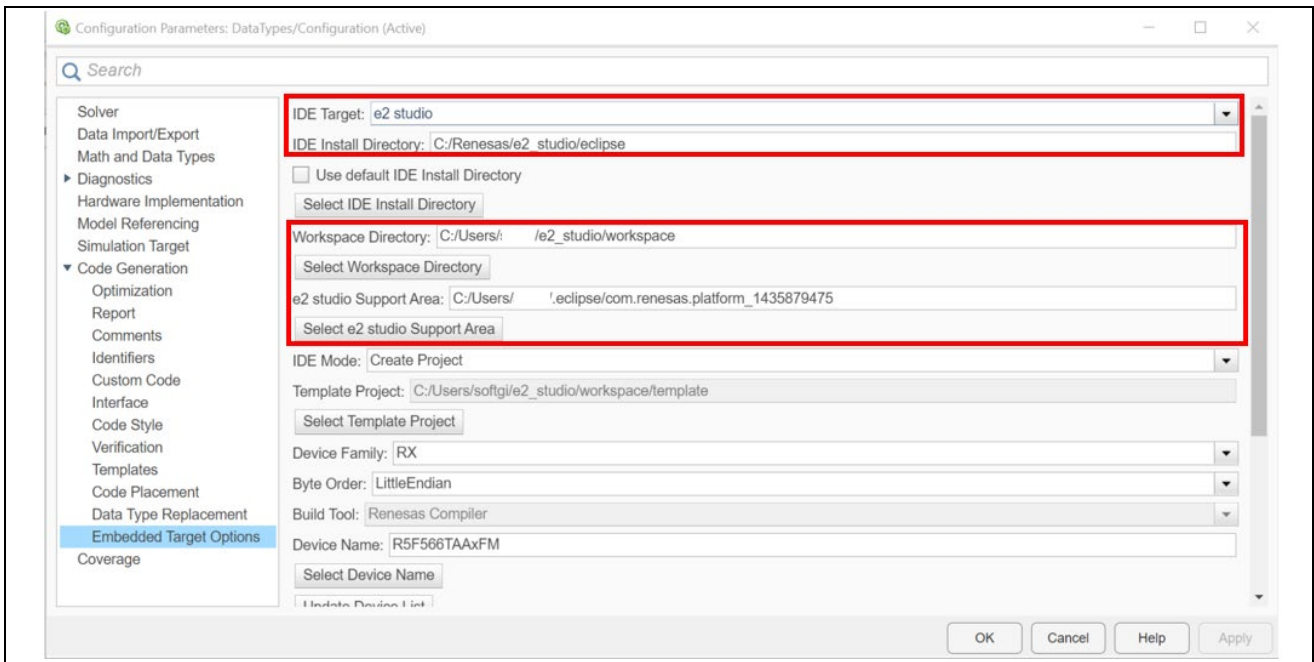 Configuration Parameters: DataTypes/Configuration (Active)
Search
Solver
Data Import/Export
Math and Data Types
Diagnostics
Hardware Implementation
Model Referencing
Simulation Target
Code Generation
Optimization
Report
Comments
Identifiers
Custom Code
Interface
Code Style
Verification
Templates
Code Placement
Data Type Replacement
Embedded Target Options
Coverage
IDE Target: e2 studio
IDE Install Directory: C:/Renesas/e2_studio/eclipse
Use default IDE Install Directory
Select IDE Install Directory
Workspace Directory: C:/Users/ /e2_studio/workspace
Select Workspace Directory
e2 studio Support Area: C:/Users/ .eclipse/com.renesas.platform_1435879475
Select e2 studio Support Area
IDE Mode: Create Project
Template Project: C:/Users/softgi/e2_studio/workspace/template
Select Template Project
Device Family: RX
Byte Order: LittleEndian
Build Tool: Renesas Compiler
Device Name: R5F566TAAxFM
Select Device Name
Update Device List
OK Cancel Help Apply